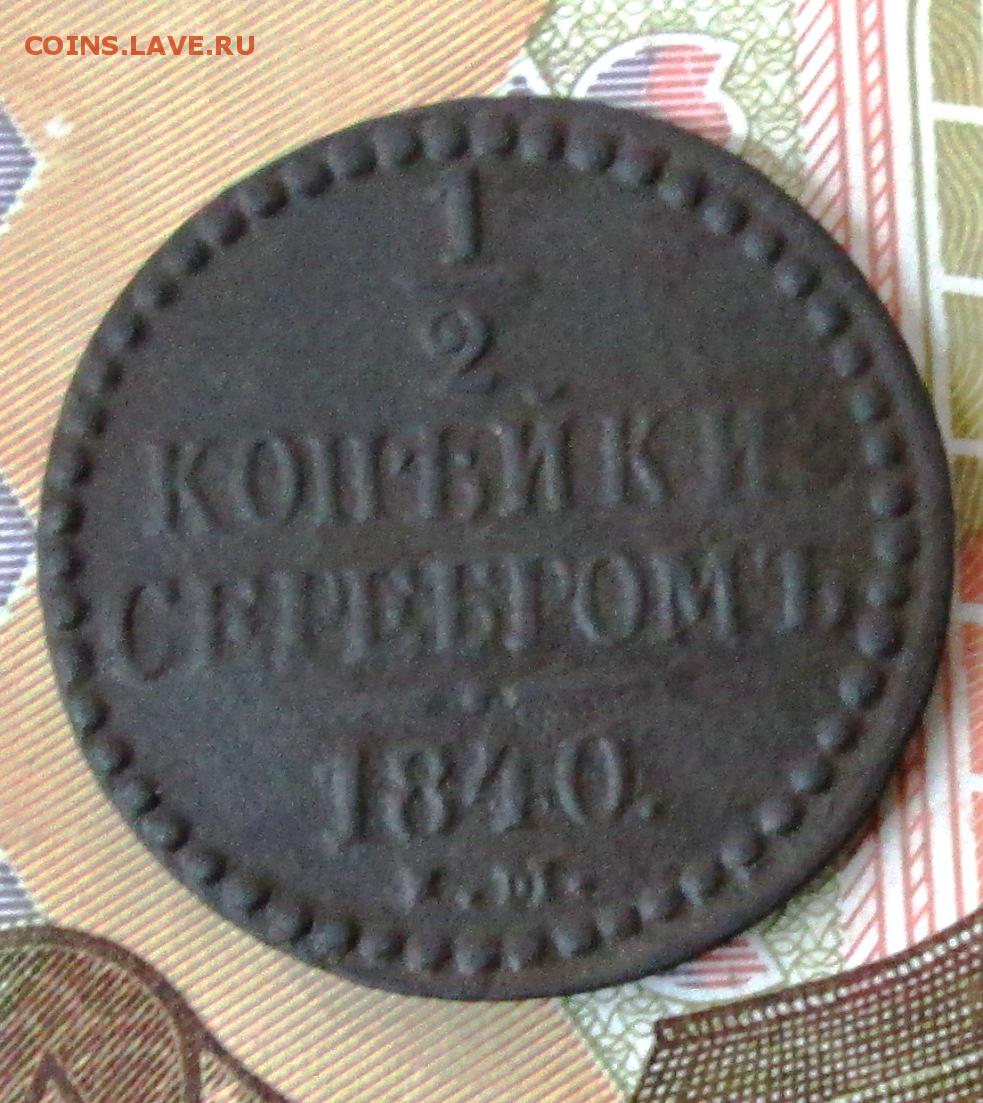 COINS.LAVE.RU
1
2
КОПѢЙКИ
СЕРЕБРОМЪ
1840.